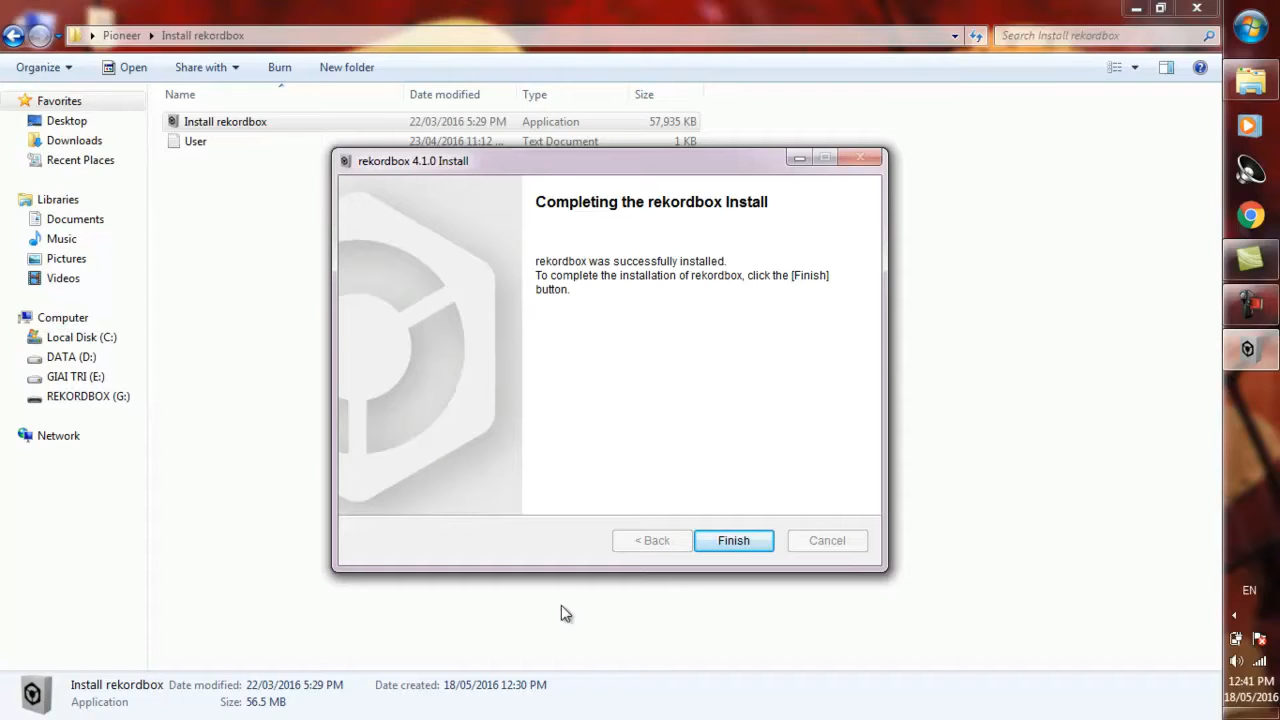 Pioneer
Install rekordbox
Search Install rekordbox
Organize
Open
Share with
Burn
New folder
Name
Date modified
Type
Size
Install rekordbox
22/03/2016 5:29 PM
Application
57,935 KB
User
23/04/2016 11:12 ...
Text Document
1 KB
Favorites
Desktop
Downloads
Recent Places
Libraries
Documents
Music
Pictures
Videos
Computer
Local Disk (C:)
DATA (D:)
GIAI TRI (E:)
REKORDBOX (G:)
Network
rekordbox 4.1.0 Install
Completing the rekordbox Install
rekordbox was successfully installed.
To complete the installation of rekordbox, click the [Finish]
button.
< Back
Finish
Cancel
EN
12:41 PM
18/05/2016
Install rekordbox
Date modified: 22/03/2016 5:29 PM
Date created: 18/05/2016 12:30 PM
Application
Size: 56.5 MB